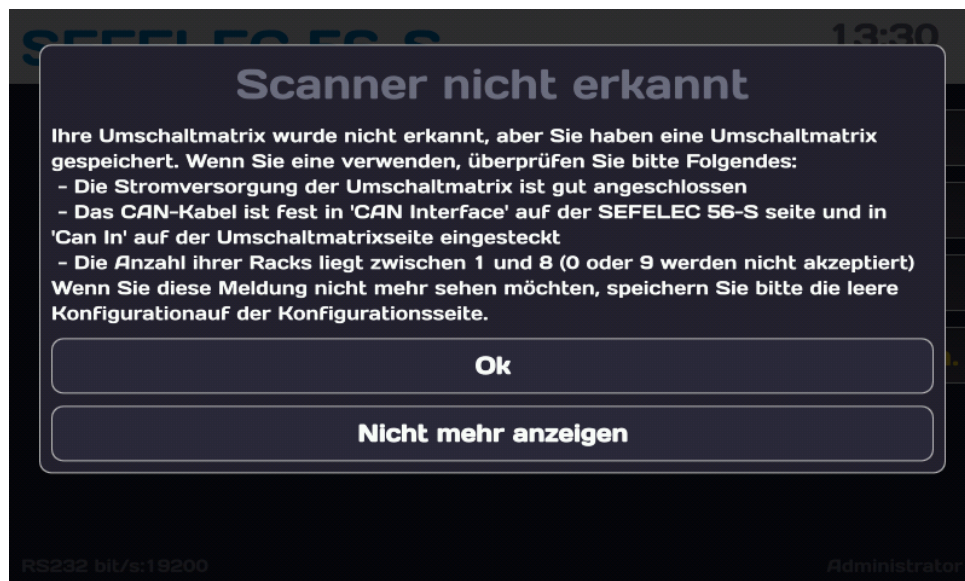 SEFELEC 56-S
13:30
Scanner nicht erkannt
Ihre Umschaltmatrix wurde nicht erkannt, aber Sie haben eine Umschaltmatrix
gespeichert. Wenn Sie eine verwenden, überprüfen Sie bitte Folgendes:
- Die Stromversorgung der Umschaltmatrix ist gut angeschlossen
- Das CAN-Kabel ist fest in 'CAN Interface' auf der SEFELEC 56-S seite und in
'Can In' auf der Umschaltmatrixseite eingesteckt
- Die Anzahl ihrer Racks liegt zwischen 1 und 8 (0 oder 9 werden nicht akzeptiert)
Wenn Sie diese Meldung nicht mehr sehen möchten, speichern Sie bitte die leere
Konfigurationauf der Konfigurationsseite.
Ok
Nicht mehr anzeigen
RS232 bit/s:19200
Administrator